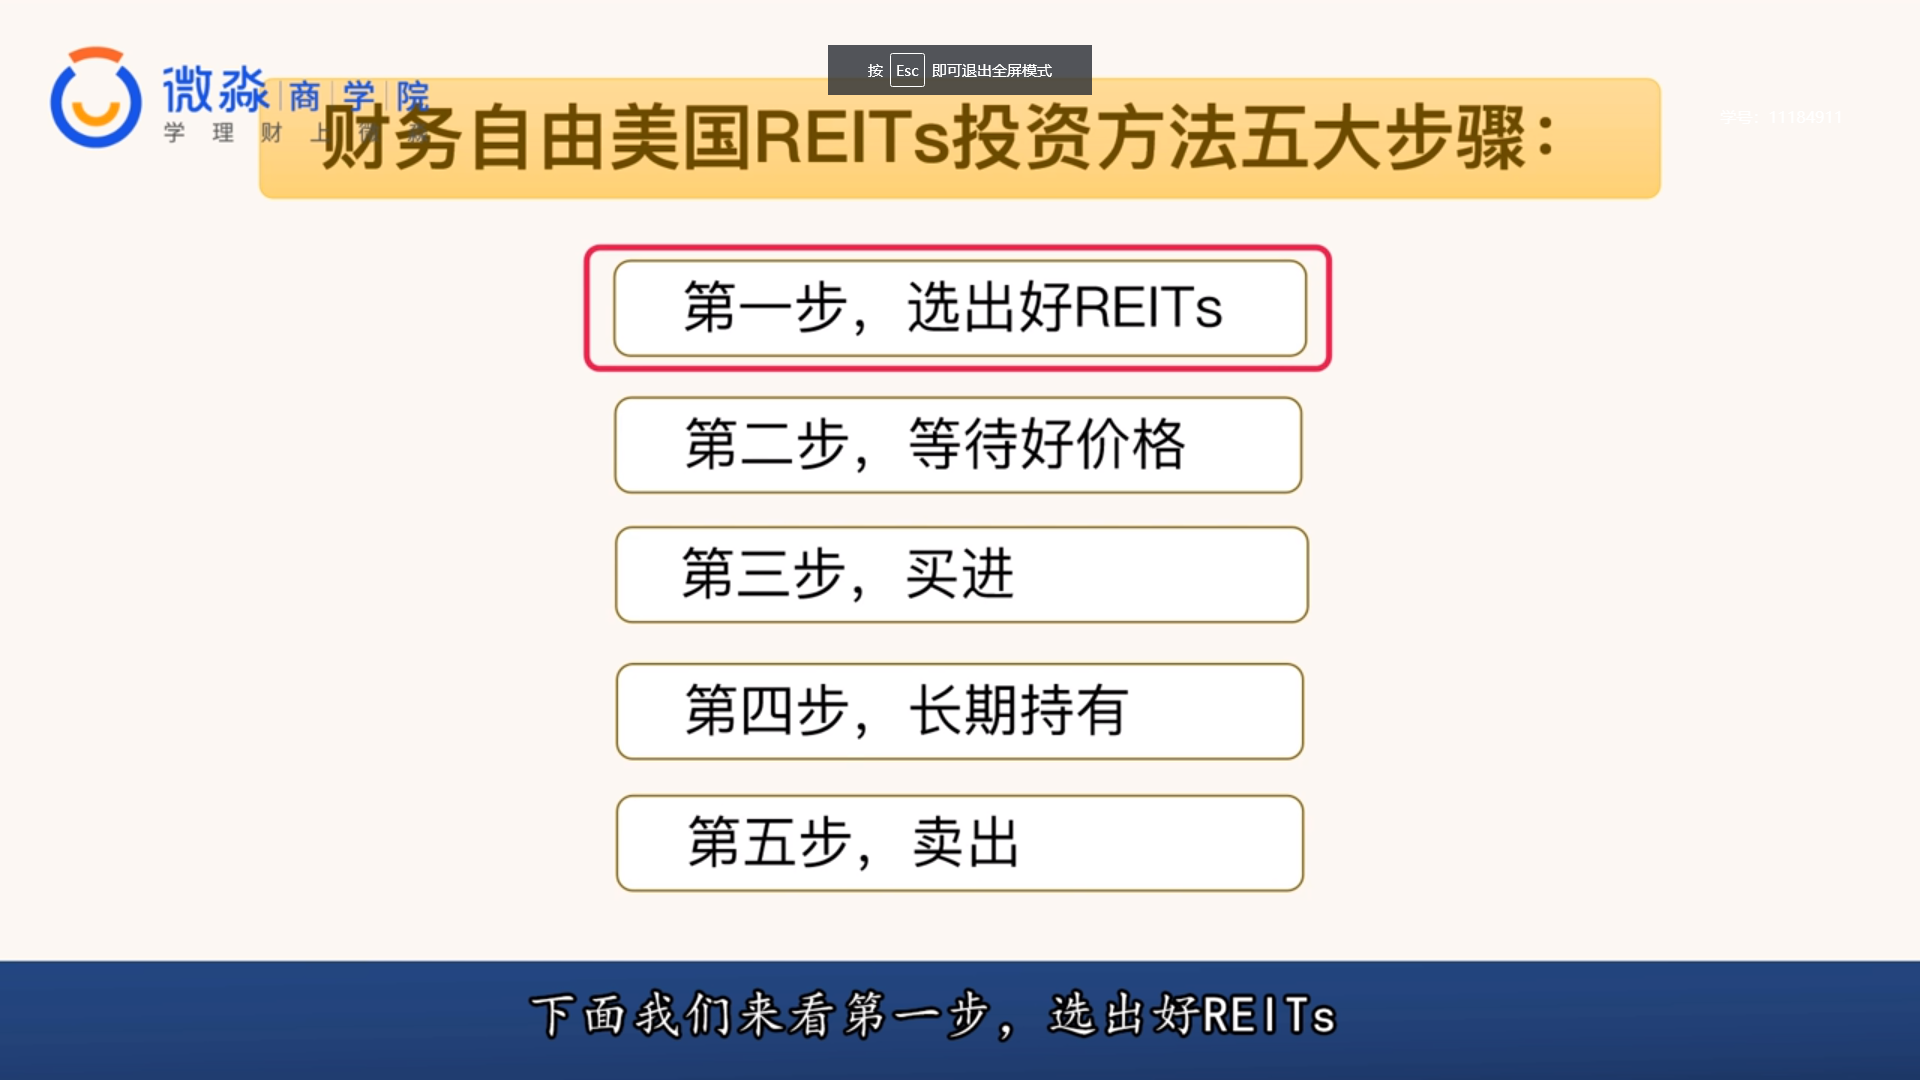 按 Esc 即可退出全屏模式
微淼商学院
学理财上微淼
学号：11184911
财务自由美国REITs投资方法五大步骤：
第一步，选出好REITs
第二步，等待好价格
第三步，买进
第四步，长期持有
第五步，卖出
下面我们来看第一步，选出好REITs